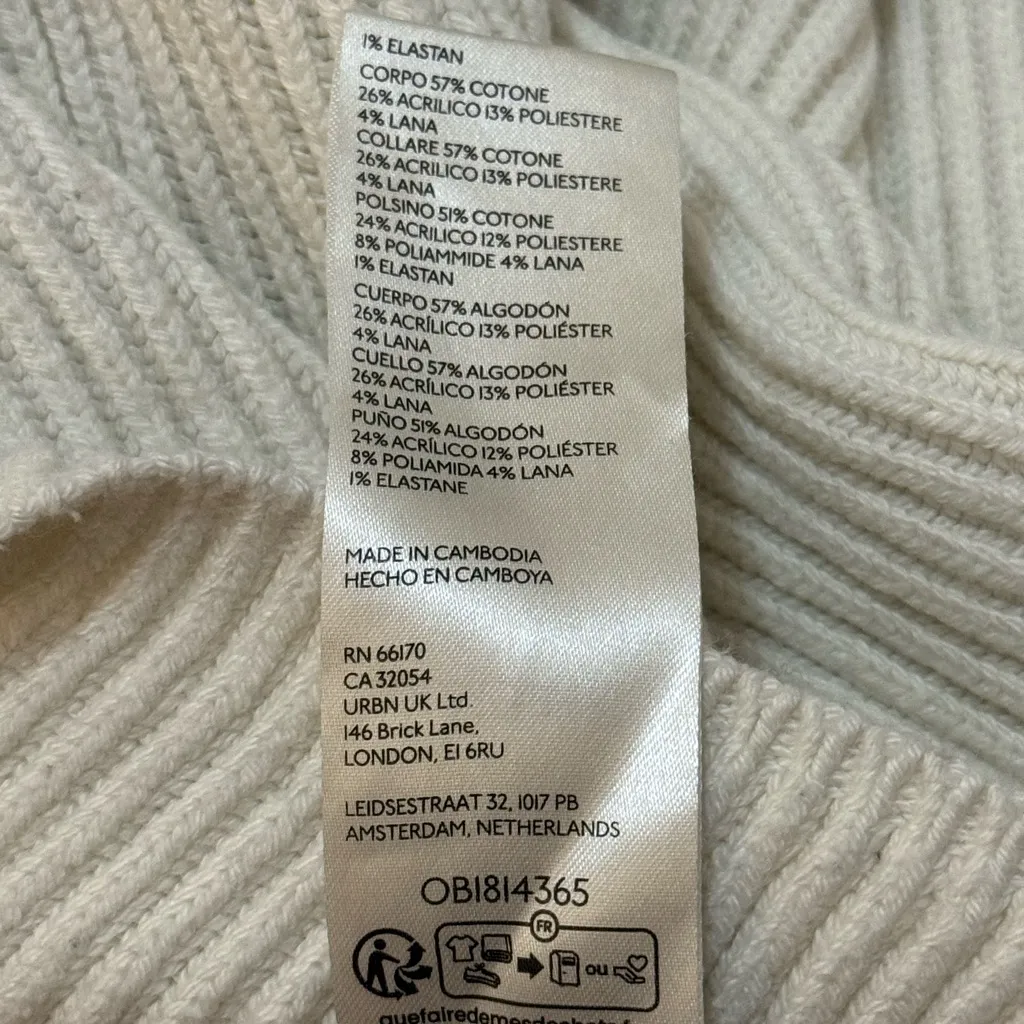 1% ELASTAN
CORPO 57% COTONE
26% ACRILICO 13% POLIESTERE
4% LANA
COLLARE 57% COTONE
26% ACRILICO 13% POLIESTERE
4% LANA
POLSINO 51% COTONE
24% ACRILICO 12% POLIESTERE
8% POLIAMMIDE 4% LANA
1% ELASTAN
CUERPO 57% ALGODÓN
26% ACRÍLICO 13% POLIÉSTER
4% LANA
CUELLO 57% ALGODÓN
26% ACRÍLICO 13% POLIÉSTER
4% LANA
PUÑO 51% ALGODÓN
24% ACRÍLICO 12% POLIÉSTER
8% POLIAMIDA 4% LANA
1% ELASTANE
MADE IN CAMBODIA
HECHO EN CAMBOYA
RN 66170
CA 32054
URBN UK Ltd.
146 Brick Lane,
LONDON, E1 6RU
LEIDSESTRAAT 32, 1017 PB
AMSTERDAM, NETHERLANDS
OB1814365
FR
ou